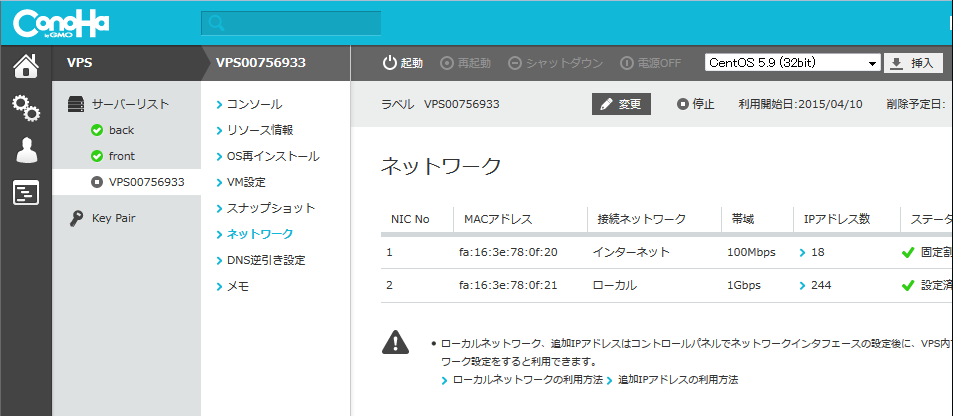 ConoHa
by GMO
VPS
VPS00756933
起動
再起動
シャットダウン
電源OFF
CentOS 5.9 (32bit)
挿入
サーバーリスト
back
front
VPS00756933
Key Pair
コンソール
リソース情報
OS再インストール
VM設定
スナップショット
ネットワーク
DNS逆引き設定
メモ
ラベル VPS00756933
変更
停止
利用開始日:2015/04/10
削除予定日:
ネットワーク
NIC No MACアドレス 接続ネットワーク 帯域 IPアドレス数 ステータ
1 fa:16:3e:78:0f:20 インターネット 100Mbps 18 固定割
2 fa:16:3e:78:0f:21 ローカル 1Gbps 244 設定済
ローカルネットワーク、追加IPアドレスはコントロールパネルでネットワークインタフェースの設定後に、VPS内
ワーク設定をすると利用できます。
ローカルネットワークの利用方法 追加IPアドレスの利用方法